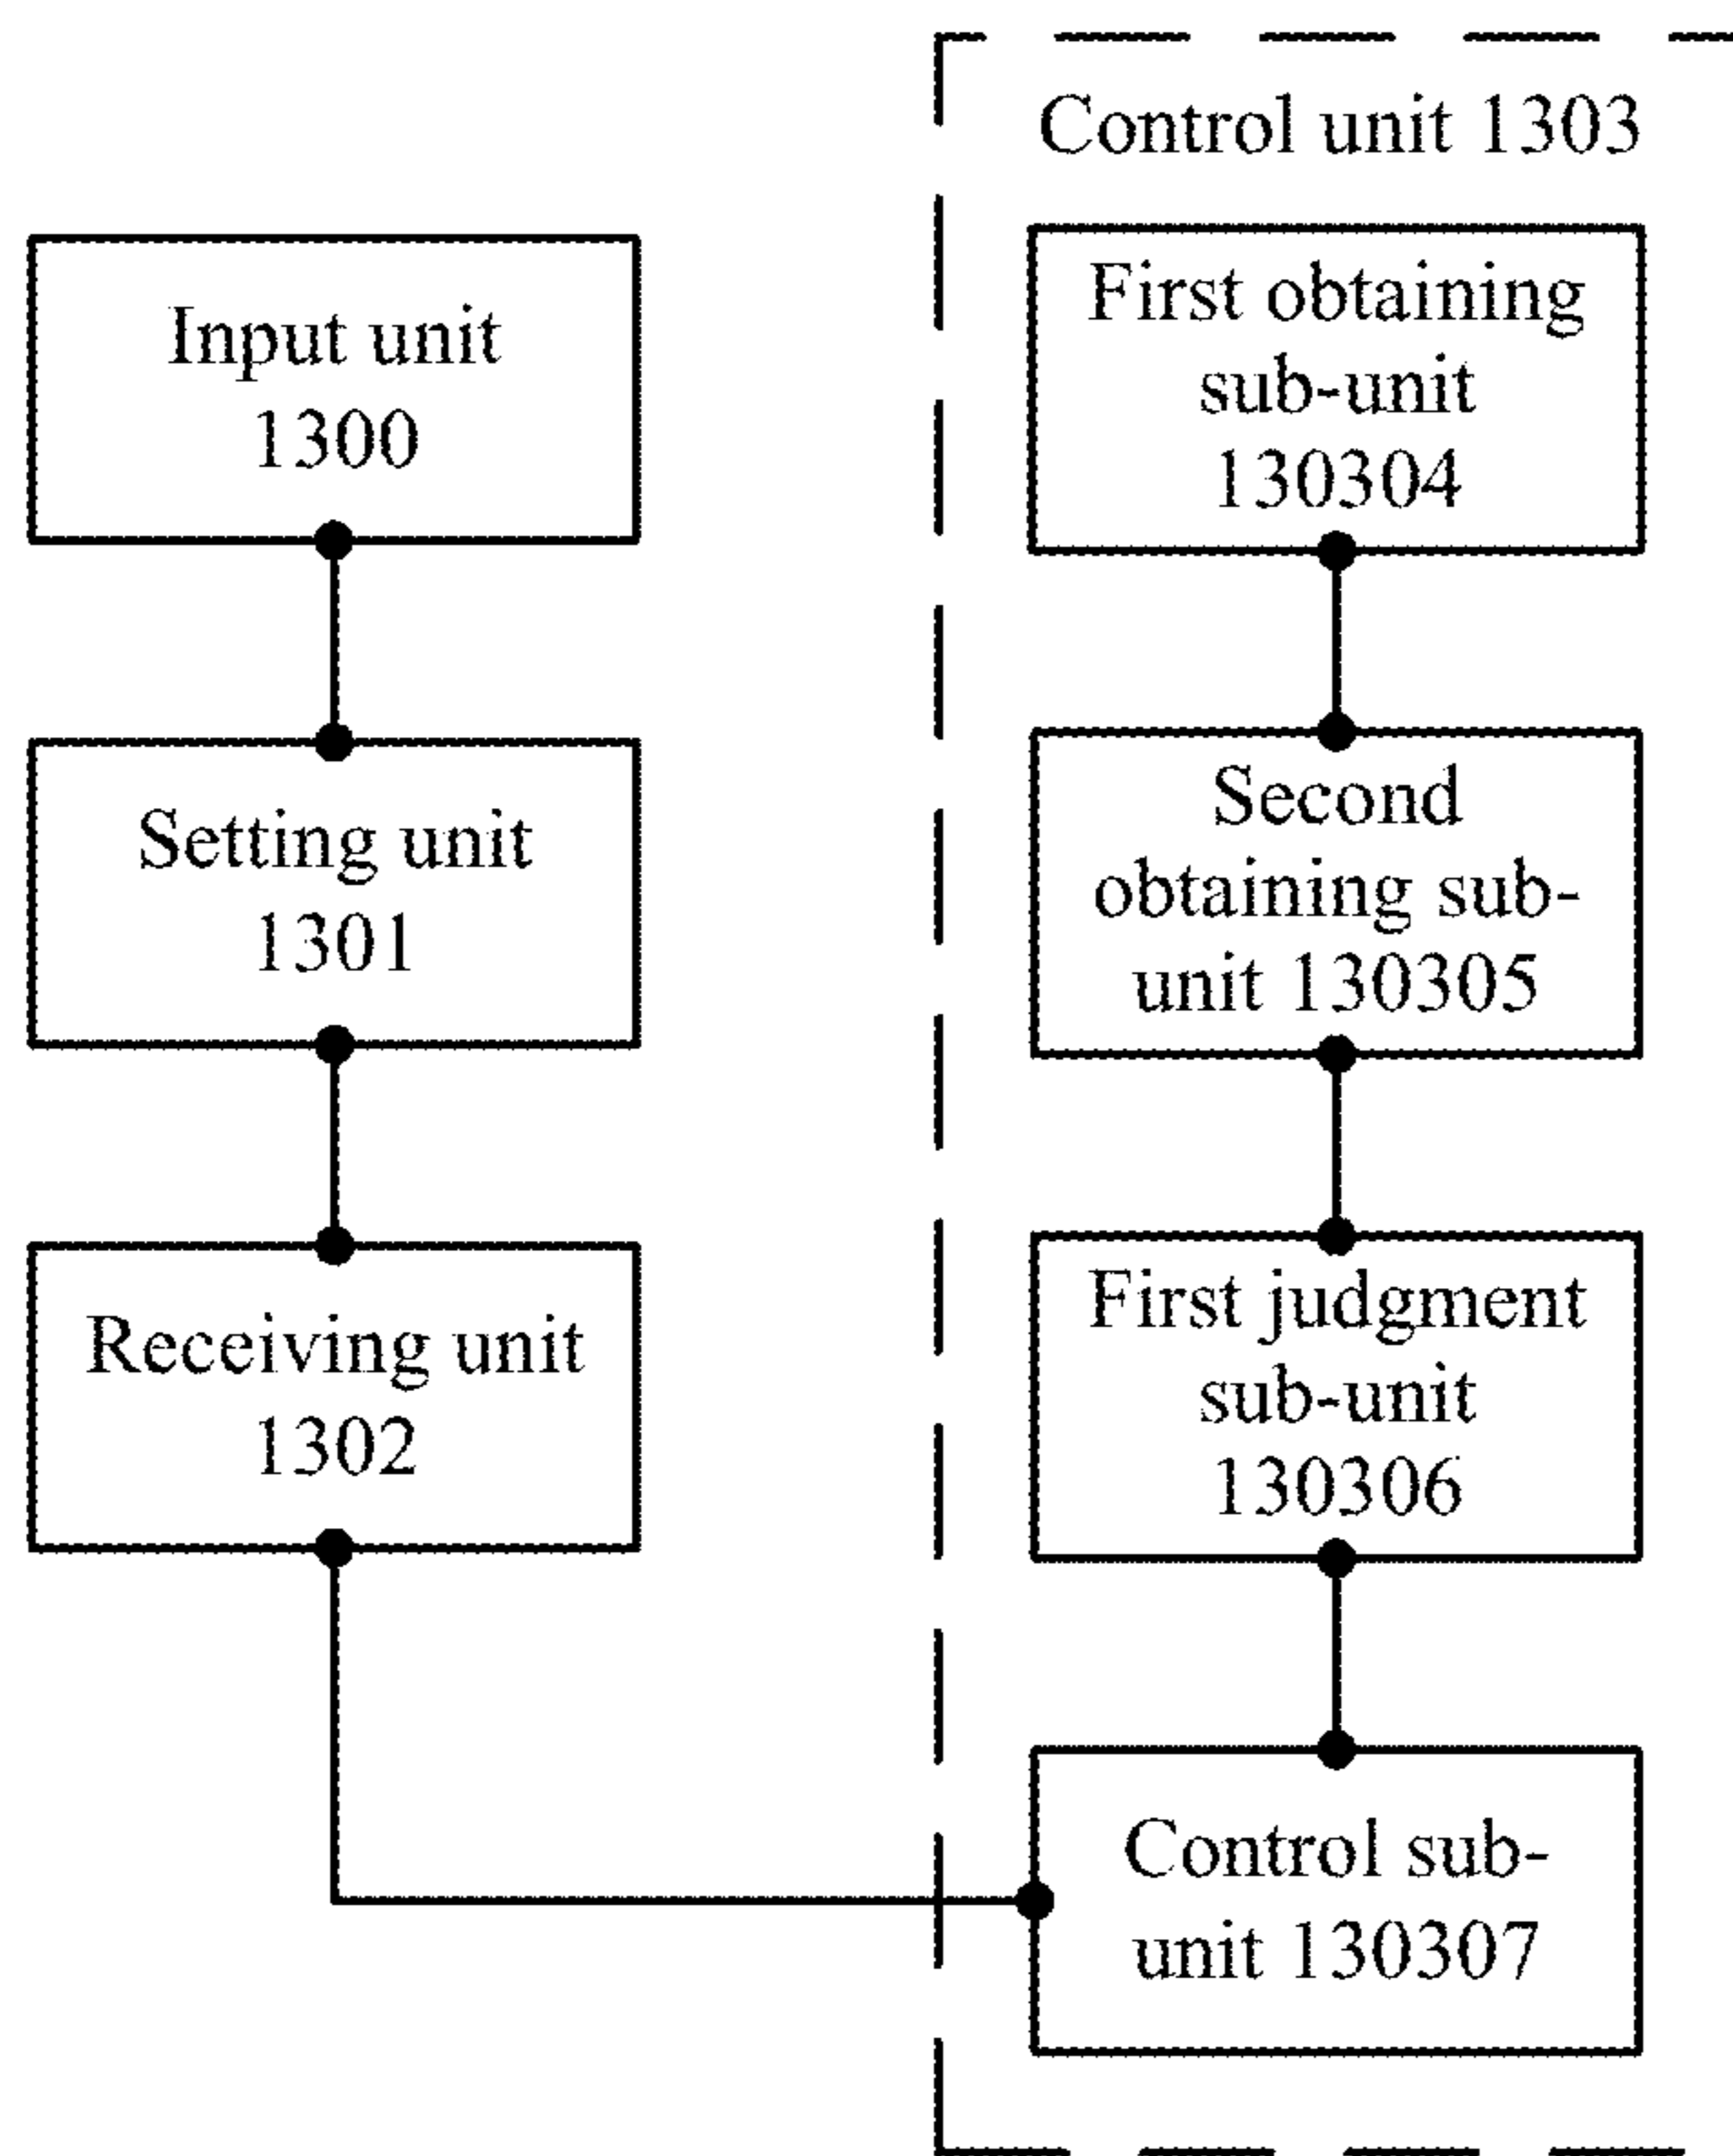 Input unit
1300
Setting unit
1301
Receiving unit
1302
Control unit 1303
First obtaining
sub-unit
130304
Second
obtaining sub-
unit 130305
First judgment
sub-unit
130306
Control sub-
unit 130307